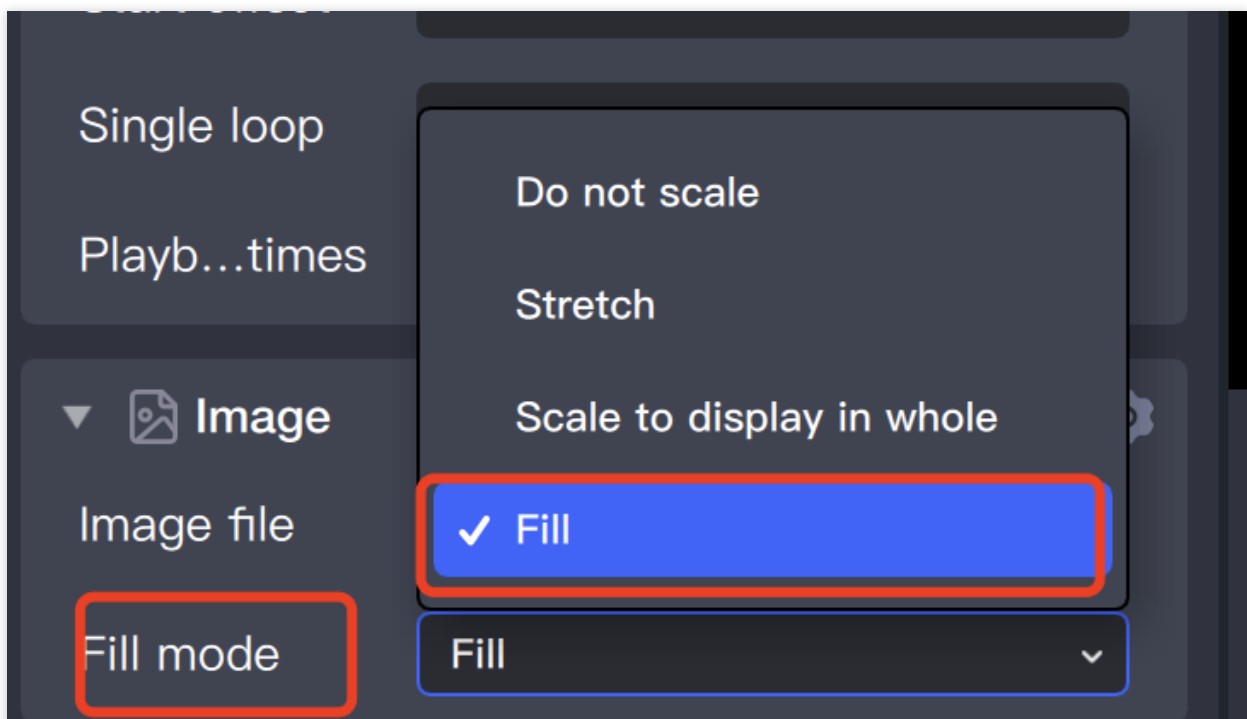 Single loop
Do not scale
Playb...times
Stretch
Image
Scale to display in whole
Image file
Fill
Fill mode
Fill